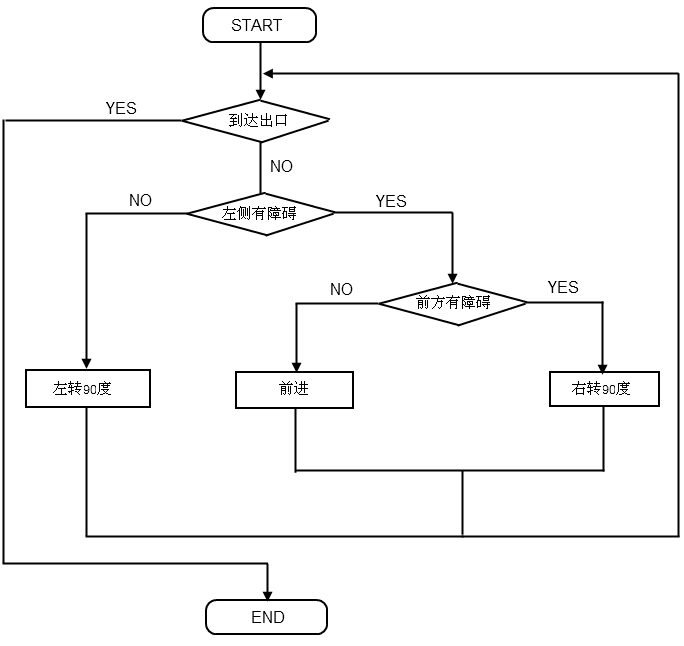 START
YES
到达出口
NO
NO
左侧有障碍
YES
NO
前方有障碍
YES
左转90度
前进
右转90度
END